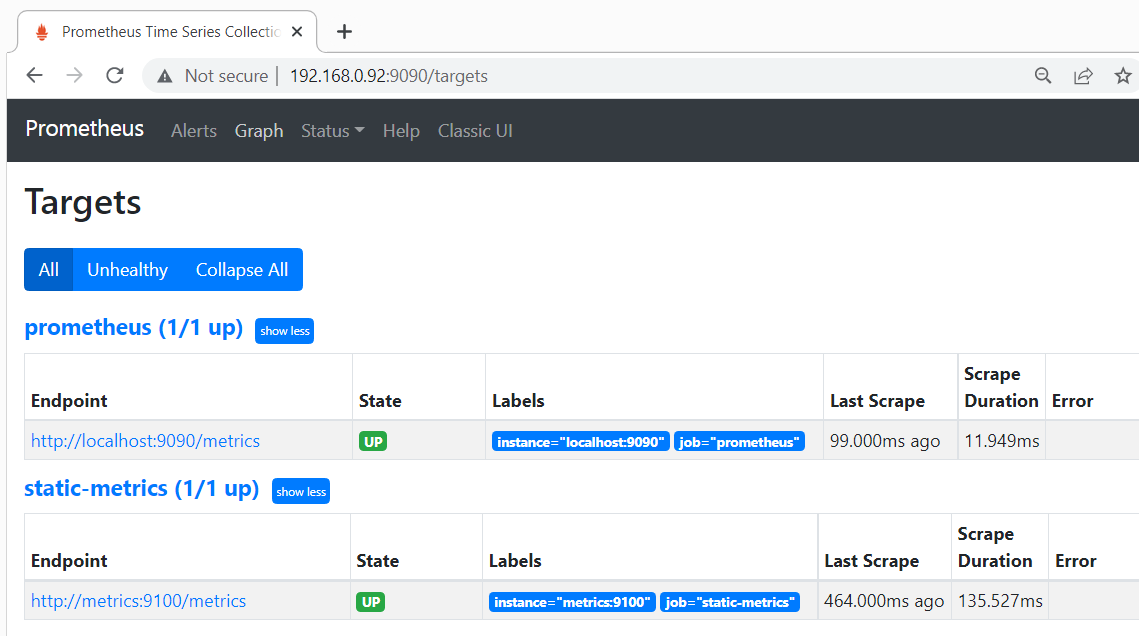 Prometheus Time Series Collectio
Not secure | 192.168.0.92:9090/targets
Prometheus Alerts Graph Status Help Classic UI
Targets
All Unhealthy Collapse All
prometheus (1/1 up) show less
Endpoint State Labels Last Scrape Scrape Duration Error
http://localhost:9090/metrics UP instance="localhost:9090" job="prometheus" 99.000ms ago 11.949ms
static-metrics (1/1 up) show less
Endpoint State Labels Last Scrape Scrape Duration Error
http://metrics:9100/metrics UP instance="metrics:9100" job="static-metrics" 464.000ms ago 135.527ms